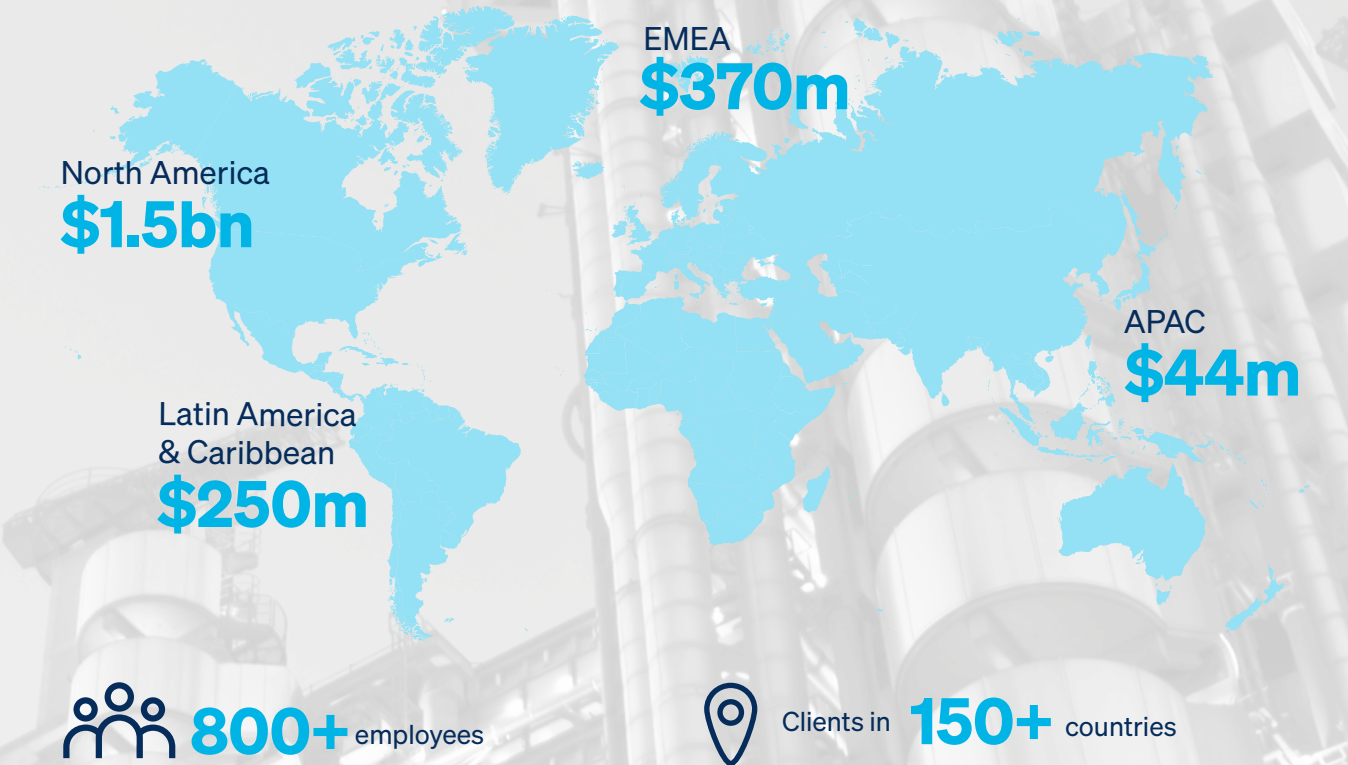 EMEA
$370m
North America
$1.5bn
APAC
$44m
Latin America
& Caribbean
$250m
800+ employees
Clients in 150+ countries